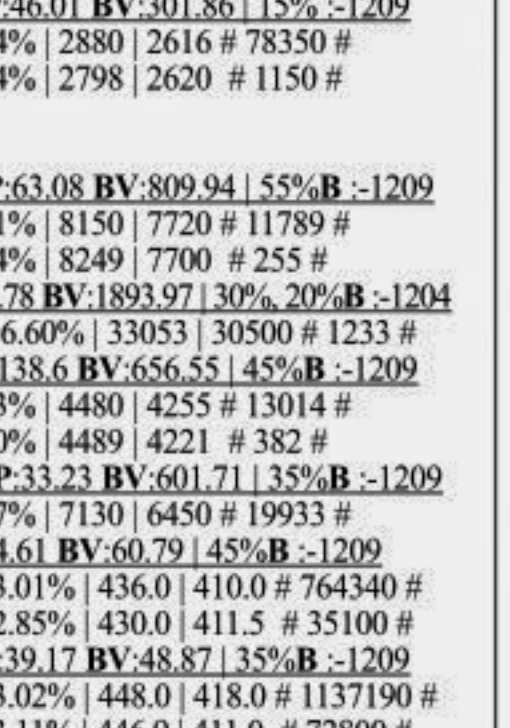 :46.01 BV:301.86 | 15% :-1209
4% | 2880 | 2616 # 78350 #
4% | 2798 | 2620 # 1150 #
:63.08 BV:809.94 | 55%B :-1209
1% | 8150 | 7720 # 11789 #
4% | 8249 | 7700 # 255 #
.78 BV:1893.97 | 30%, 20%B :-1204
6.60% | 33053 | 30500 # 1233 #
138.6 BV:656.55 | 45%B :-1209
3% | 4480 | 4255 # 13014 #
0% | 4489 | 4221 # 382 #
P:33.23 BV:601.71 | 35%B :-1209
7% | 7130 | 6450 # 19933 #
4.61 BV:60.79 | 45%B :-1209
3.01% | 436.0 | 410.0 # 764340 #
2.85% | 430.0 | 411.5 # 35100 #
:39.17 BV:48.87 | 35%B :-1209
3.02% | 448.0 | 418.0 # 1137190 #